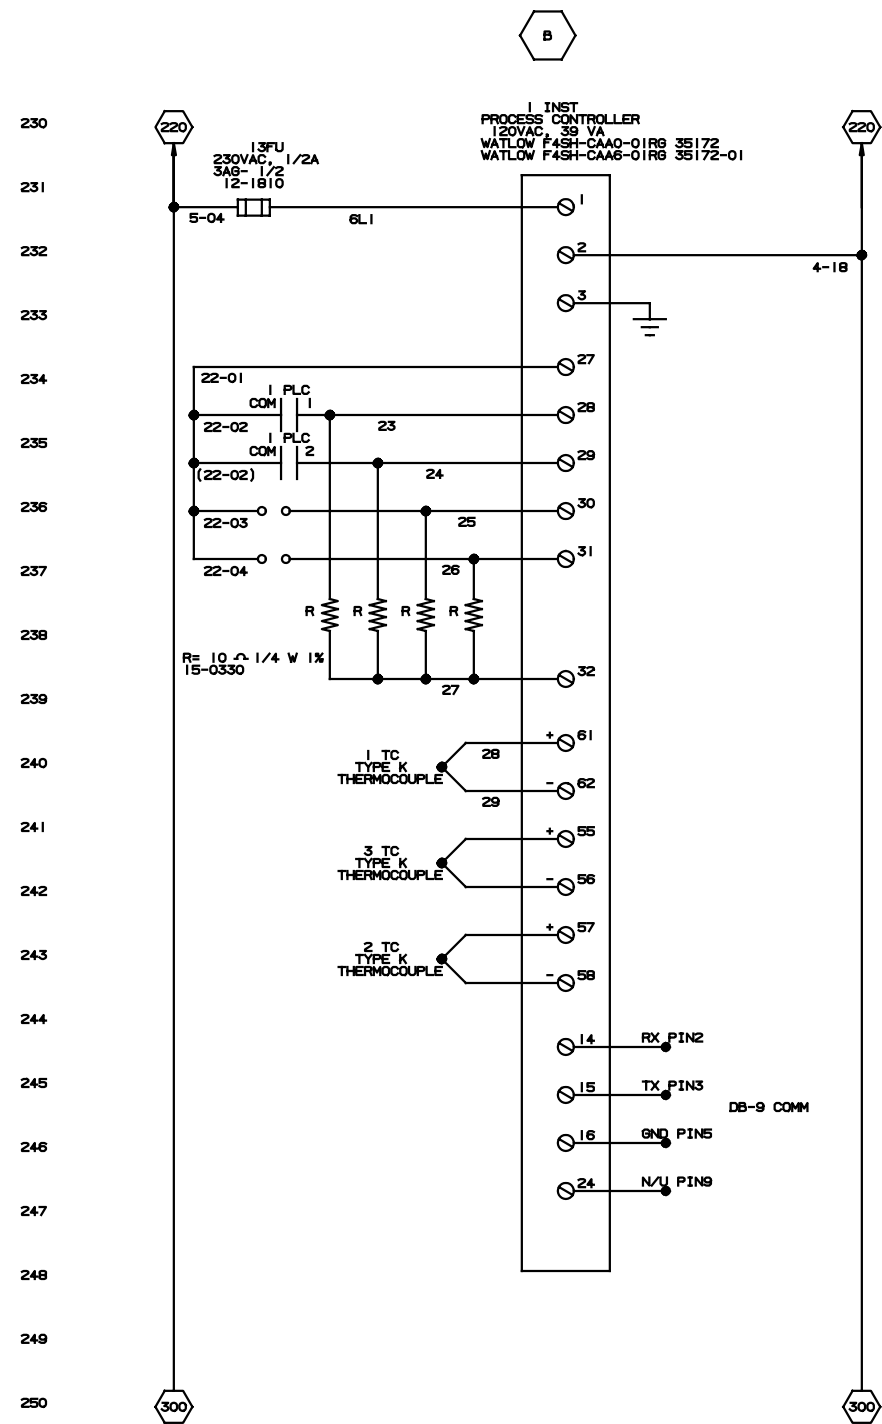 B
230
220
220
1 INST
PROCESS CONTROLLER
120VAC, 39 VA
WATLOW F4SH-CAA0-01RG 35172
WATLOW F4SH-CAA6-01RG 35172-01
13FU
230VAC, 1/2A
3AG- 1/2
12-1810
231
1
5-04
6L1
232
2
4-18
3
233
27
234
22-01
1 PLC
COM 1
28
22-02
23
235
1 PLC
COM 2
29
(22-02)
24
236
30
22-03
25
31
237
22-04
26
R
R
R
R
238
R= 10 Ω 1/4 W 1%
15-0330
32
27
239
+ 61
28
240
1 TC
TYPE K
THERMOCOUPLE
- 62
29
241
+ 55
3 TC
TYPE K
THERMOCOUPLE
- 56
242
+ 57
243
2 TC
TYPE K
THERMOCOUPLE
- 58
244
14
RX PIN2
245
15
TX PIN3
DB-9 COMM
246
16
GND PIN5
24
N/U PIN9
247
248
249
250
300
300